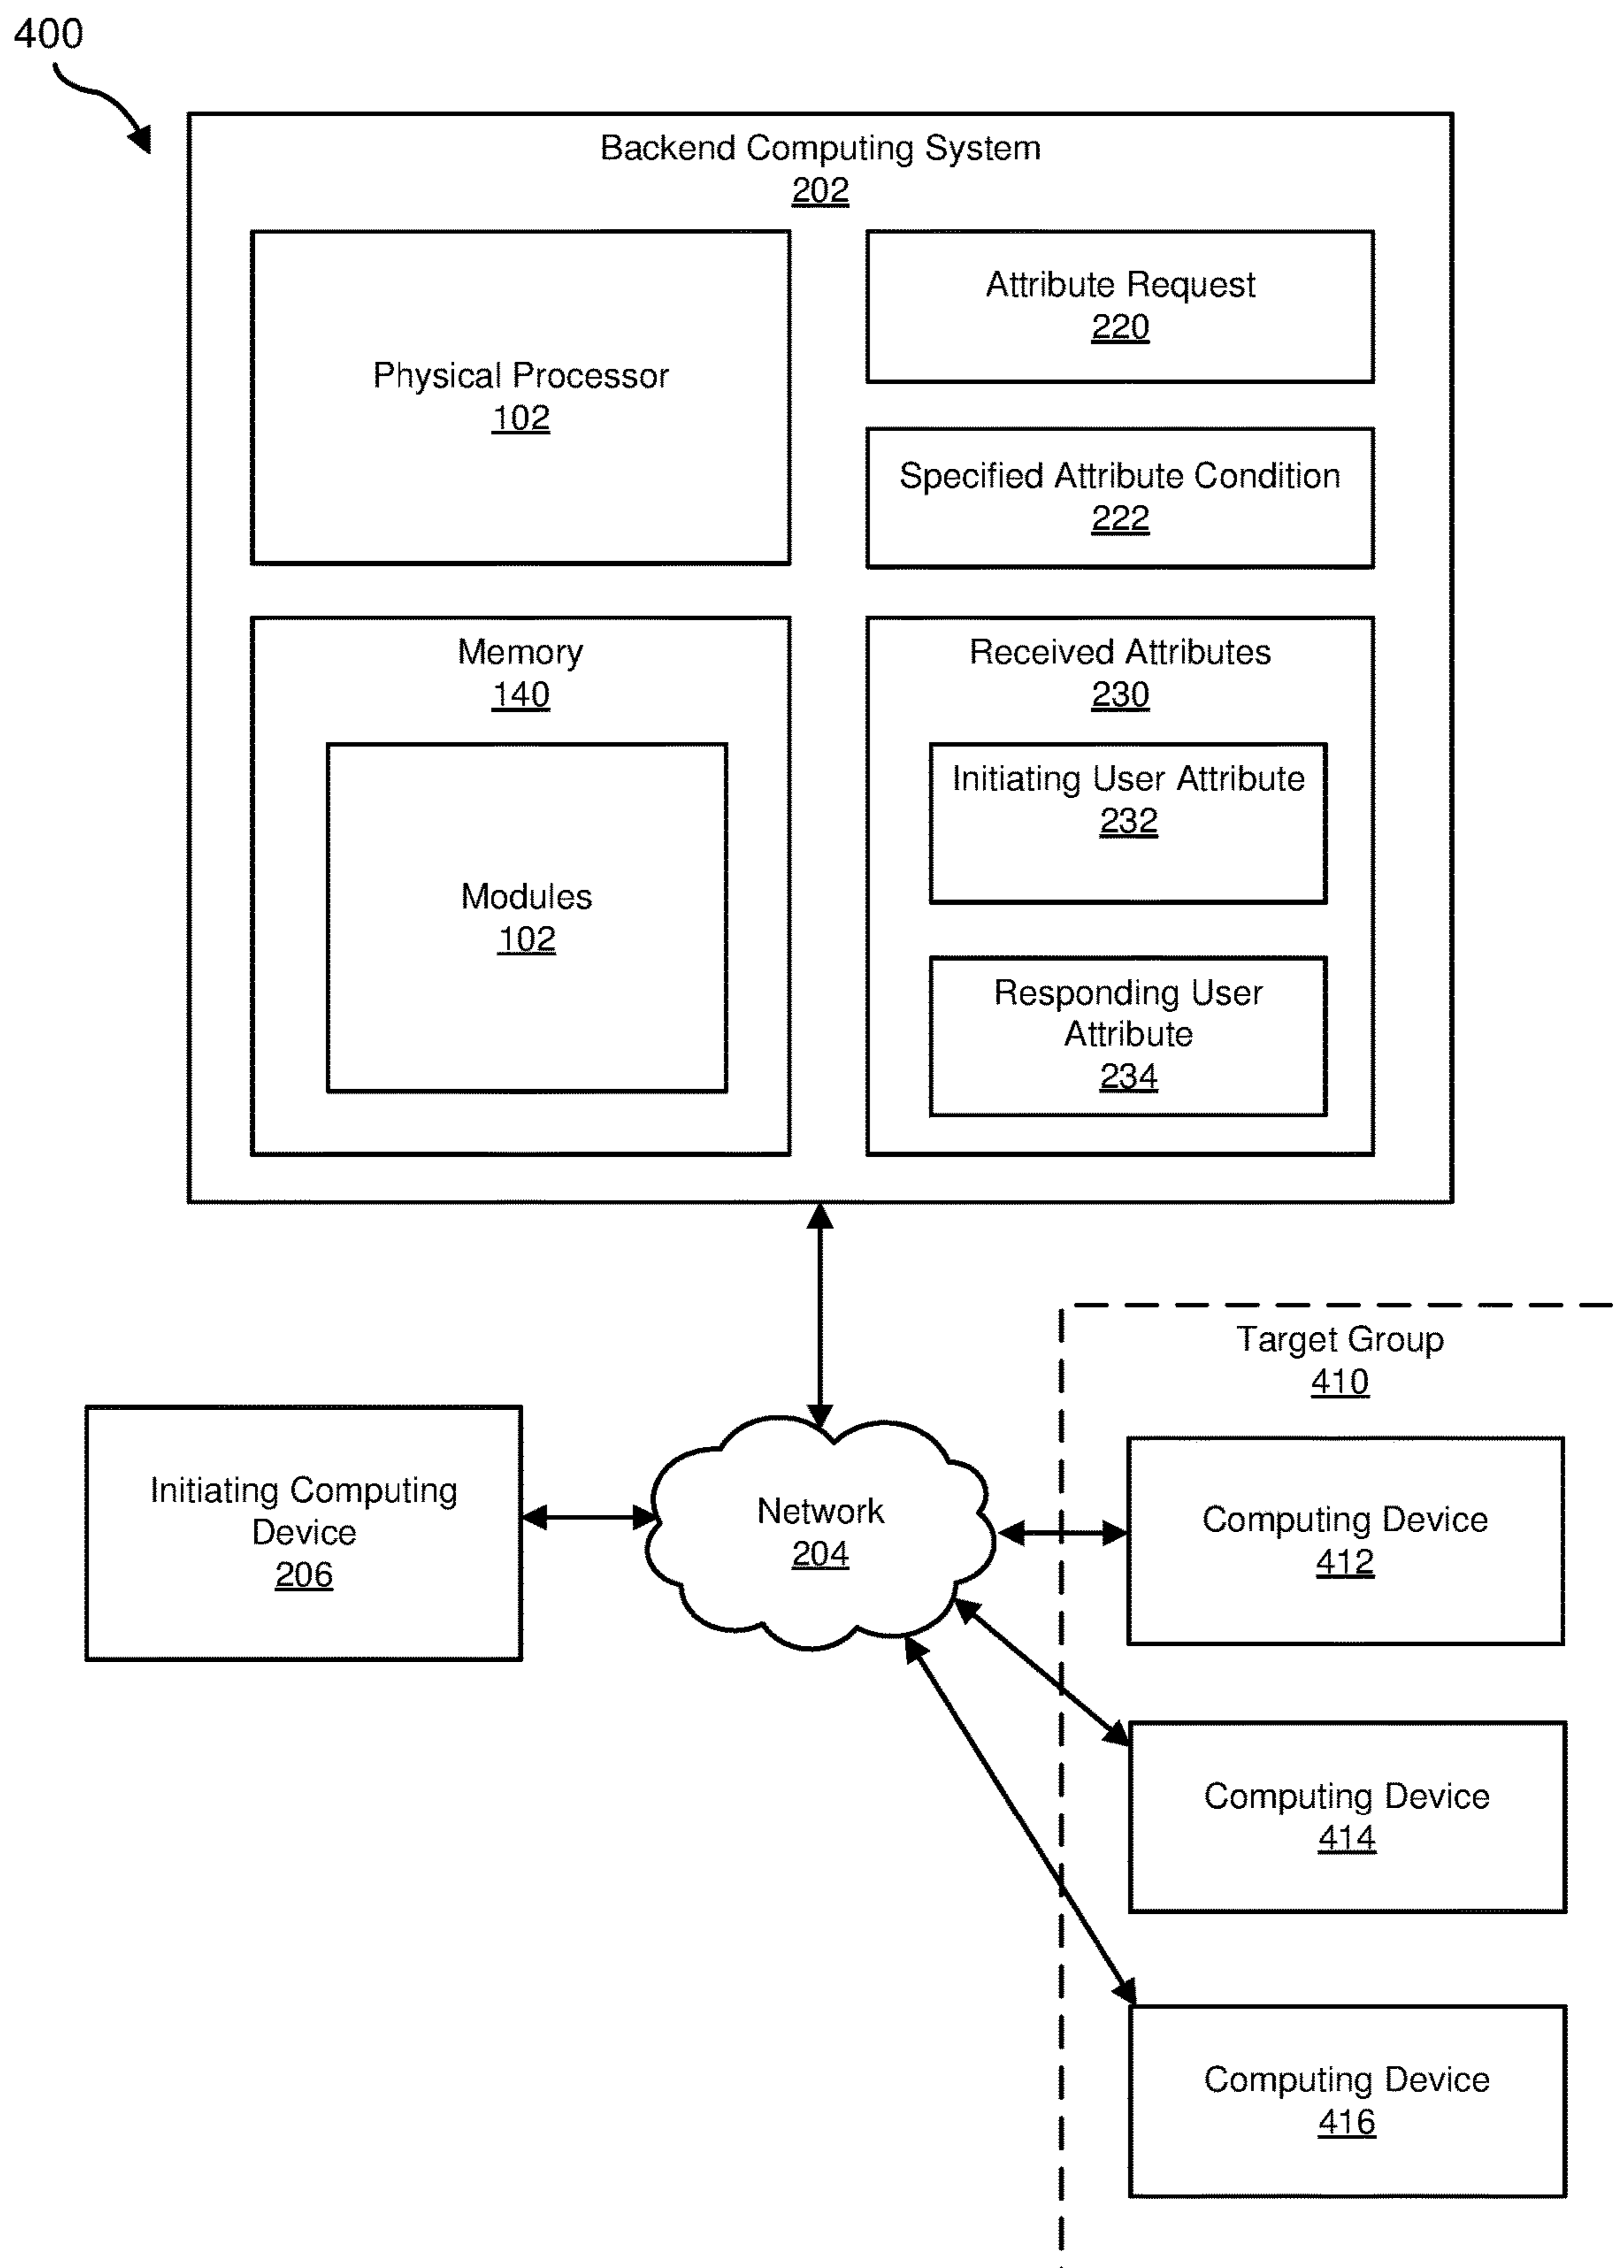 400
Backend Computing System
202
Physical Processor
102
Attribute Request
220
Specified Attribute Condition
222
Memory
140
Modules
102
Received Attributes
230
Initiating User Attribute
232
Responding User
Attribute
234
Target Group
410
Initiating Computing
Device
206
Network
204
Computing Device
412
Computing Device
414
Computing Device
416